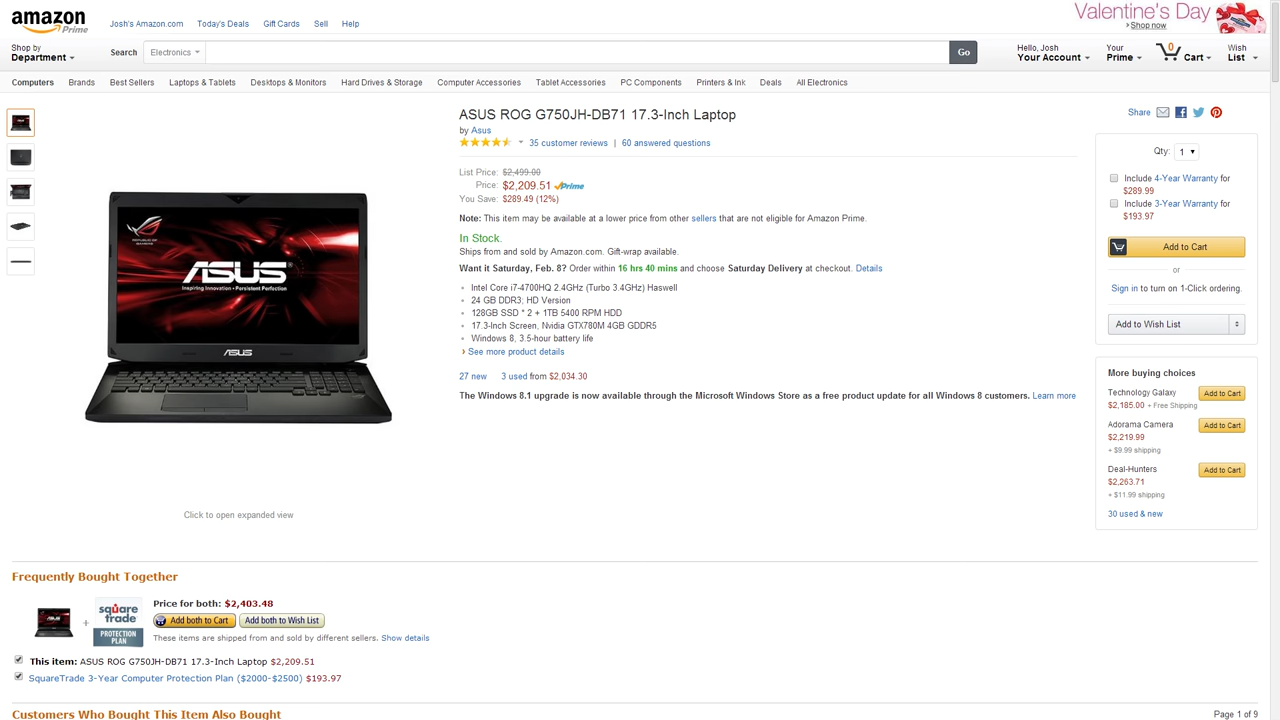 amazon
Prime
Josh's Amazon.com Today's Deals Gift Cards Sell Help
Valentine's Day
Shop now
Shop by
Department
Search Electronics Go
Hello, Josh
Your Account
Your
Prime
0
Cart
Wish
List
Computers Brands Best Sellers Laptops & Tablets Desktops & Monitors Hard Drives & Storage Computer Accessories Tablet Accessories PC Components Printers & Ink Deals All Electronics
REPUBLIC OF
GAMERS
ASUS
Inspiring Innovation • Persistent Perfection
ASUS
Click to open expanded view
ASUS ROG G750JH-DB71 17.3-Inch Laptop
by Asus
35 customer reviews | 60 answered questions
List Price: $2,499.00
Price: $2,209.51 Prime
You Save: $289.49 (12%)
Note: This item may be available at a lower price from other sellers that are not eligible for Amazon Prime.
In Stock.
Ships from and sold by Amazon.com. Gift-wrap available.
Want it Saturday, Feb. 8? Order within 16 hrs 40 mins and choose Saturday Delivery at checkout. Details
Intel Core i7-4700HQ 2.4GHz (Turbo 3.4GHz) Haswell
24 GB DDR3; HD Version
128GB SSD * 2 + 1TB 5400 RPM HDD
17.3-Inch Screen, Nvidia GTX780M 4GB GDDR5
Windows 8, 3.5-hour battery life
› See more product details
27 new 3 used from $2,034.30
The Windows 8.1 upgrade is now available through the Microsoft Windows Store as a free product update for all Windows 8 customers. Learn more
Share
Qty: 1
Include 4-Year Warranty for
$289.99
Include 3-Year Warranty for
$193.97
Add to Cart
or
Sign in to turn on 1-Click ordering.
Add to Wish List
More buying choices
Technology Galaxy Add to Cart
$2,185.00 + Free Shipping
Adorama Camera Add to Cart
$2,219.99
+ $9.99 shipping
Deal-Hunters Add to Cart
$2,263.71
+ $11.99 shipping
30 used & new
Frequently Bought Together
+
square
trade
PROTECTION
PLAN
Price for both: $2,403.48
Add both to Cart Add both to Wish List
These items are shipped from and sold by different sellers. Show details
This item: ASUS ROG G750JH-DB71 17.3-Inch Laptop $2,209.51
SquareTrade 3-Year Computer Protection Plan ($2000-$2500) $193.97
Customers Who Bought This Item Also Bought Page 1 of 9